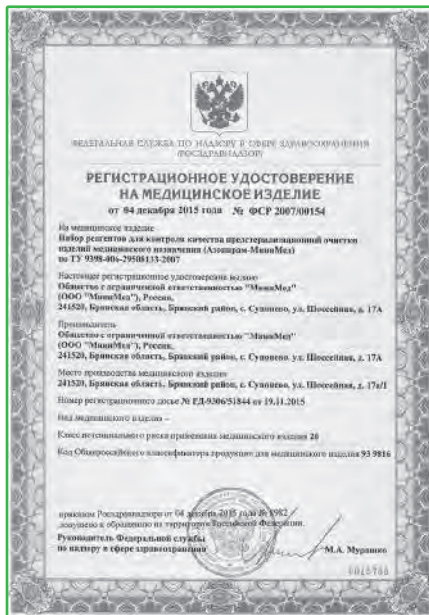 ФЕДЕРАЛЬНАЯ СЛУЖБА ПО НАДЗОРУ В СФЕРЕ ЗДРАВООХРАНЕНИЯ
(РОСЗДРАВНАДЗОР)
РЕГИСТРАЦИОННОЕ УДОСТОВЕРЕНИЕ
НА МЕДИЦИНСКОЕ ИЗДЕЛИЕ
от 04 декабря 2015 года № ФСР 2007/00154
На медицинское изделие
Набор реагентов для контроля качества предстерилизационной очистки
изделий медицинского назначения (Азопирам-МиниМед)
по ТУ 9398-006-29508133-2007
Настоящее регистрационное удостоверение выдано
Общество с ограниченной ответственностью "МиниМед"
(ООО "МиниМед"), Россия,
241520, Брянская область, Брянский район, с. Супонево, ул. Шоссейная, д. 17А
Производитель
Общество с ограниченной ответственностью "МиниМед"
(ООО "МиниМед"), Россия,
241520, Брянская область, Брянский район, с. Супонево, ул. Шоссейная, д. 17А
Место производства медицинского изделия
241520, Брянская область, Брянский район, с. Супонево, ул. Шоссейная, д. 17а/1
Номер регистрационного досье № РД-9306/51844 от 19.11.2015
Вид медицинского изделия –
Класс потенциального риска применения медицинского изделия 2б
Код Общероссийского классификатора продукции для медицинского изделия 93 9816
приказом Росздравнадзора от 04 декабря 2015 года № 8982
допущено к обращению на территории Российской Федерации.
Руководитель Федеральной службы
по надзору в сфере здравоохранения
М.А. Мурашко